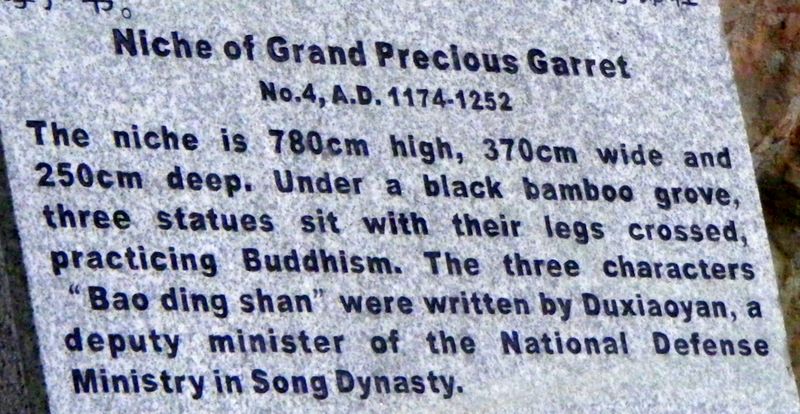 Niche of Grand Precious Garret
No.4, A.D. 1174-1252
The niche is 780cm high, 370cm wide and
250cm deep. Under a black bamboo grove,
three statues sit with their legs crossed,
practicing Buddhism. The three characters
“Bao ding shan” were written by Duxiaoyan, a
deputy minister of the National Defense
Ministry in Song Dynasty.